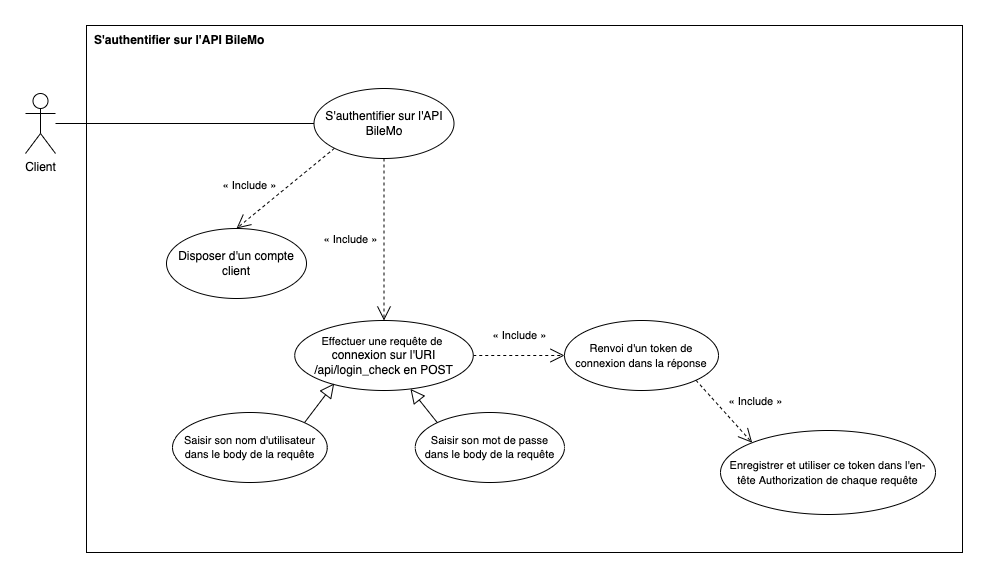 S'authentifier sur l'API BileMo
S'authentifier sur l'API
BileMo
Client
« Include »
« Include »
Disposer d'un compte
client
Effectuer une requête de
connexion sur l'URI
/api/login_check en POST
« Include »
Renvoi d'un token de
connexion dans la réponse
« Include »
Saisir son nom d'utilisateur
dans le body de la requête
Saisir son mot de passe
dans le body de la requête
Enregistrer et utiliser ce token dans l'en-
tête Authorization de chaque requête